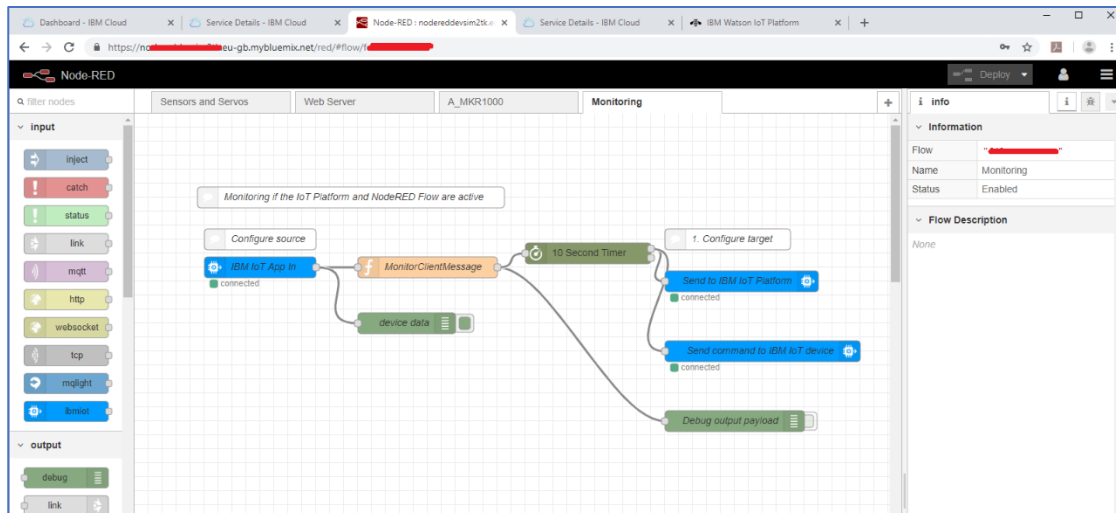 Dashboard - IBM Cloud
Service Details - IBM Cloud
Node-RED : nodereddevsim2tk.e
Service Details - IBM Cloud
IBM Watson IoT Platform
https://no eu-gb.mybluemix.net/red/#flow/f
Node-RED
Deploy
filter nodes
Sensors and Servos
Web Server
A_MKR1000
Monitoring
i info
input
inject
catch
status
link
mqtt
http
websocket
tcp
mqlight
ibmiot
output
debug
link
Monitoring if the IoT Platform and NodeRED Flow are active
Configure source
IBM IoT App In
connected
MonitorClientMessage
device data
10 Second Timer
1. Configure target
Send to IBM IoT Platform
connected
Send command to IBM IoT device
connected
Debug output payload
Information
Flow " "
Name Monitoring
Status Enabled
Flow Description
None